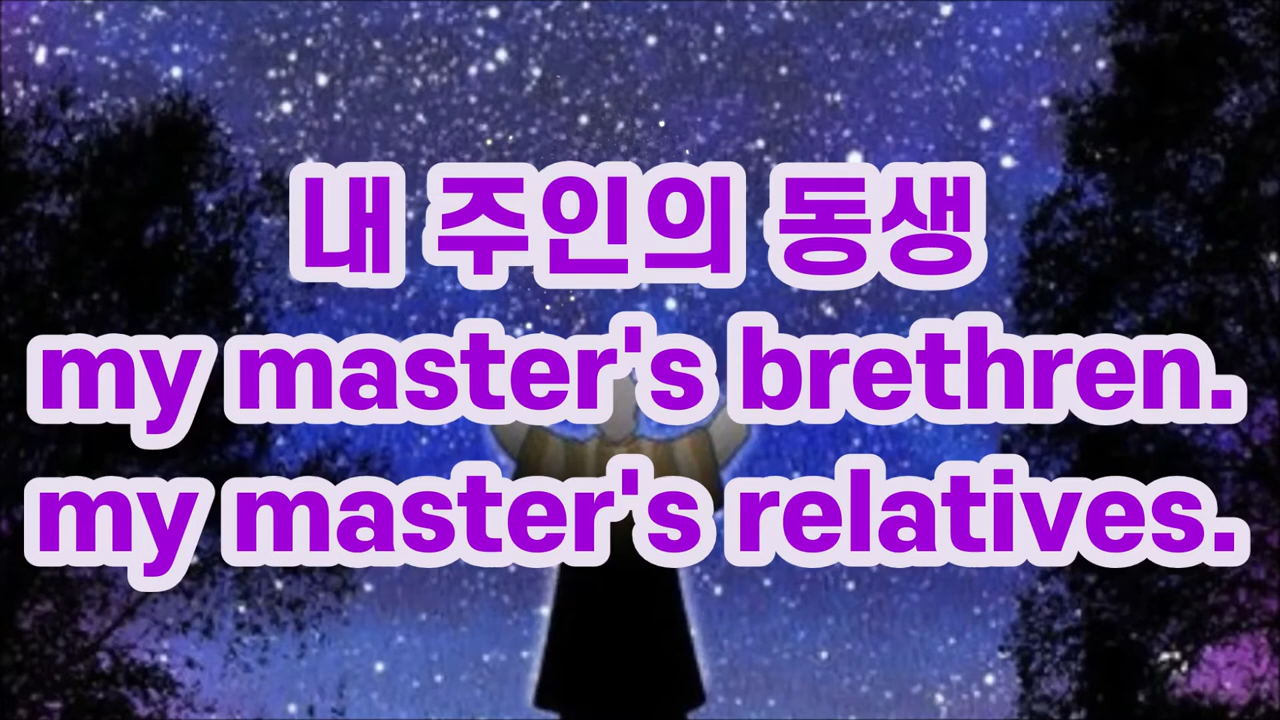 내 주인의 동생
my master's brethren.
my master's relatives.